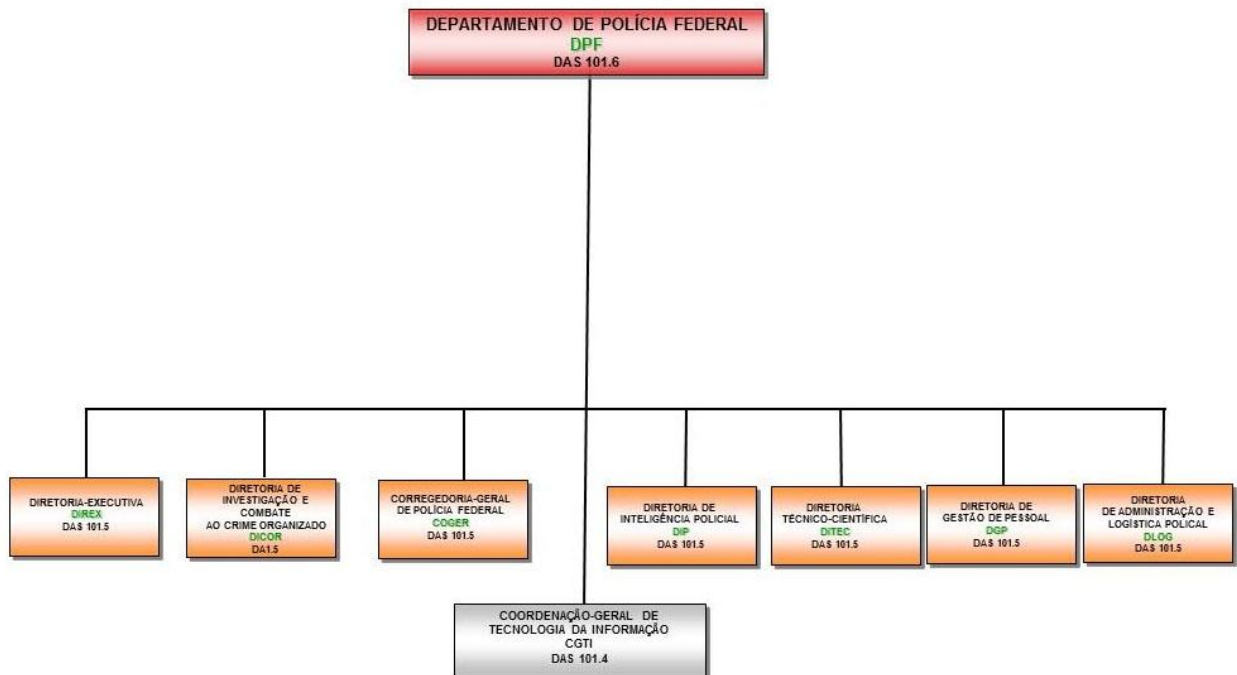 DEPARTAMENTO DE POLÍCIA FEDERAL
DPF
DAS 101.6
DIRETORIA-EXECUTIVA
DIREX
DAS 101.5
DIRETORIA DE
INVESTIGAÇÃO E
COMBATE
AO CRIME ORGANIZADO
DICOR
DA1.5
CORREGEDORIA-GERAL
DE POLÍCIA FEDERAL
COGER
DAS 101.5
DIRETORIA DE
INTELIGÊNCIA POLICIAL
DIP
DAS 101.5
DIRETORIA
TÉCNICO-CIENTÍFICA
DITEC
DAS 101.5
DIRETORIA DE
GESTÃO DE PESSOAL
DGP
DAS 101.5
DIRETORIA
DE ADMINISTRAÇÃO E
LOGÍSTICA POLICAL
DLOG
DAS 101.5
COORDENAÇÃO-GERAL DE
TECNOLOGIA DA INFORMAÇÃO
CGTI
DAS 101.4